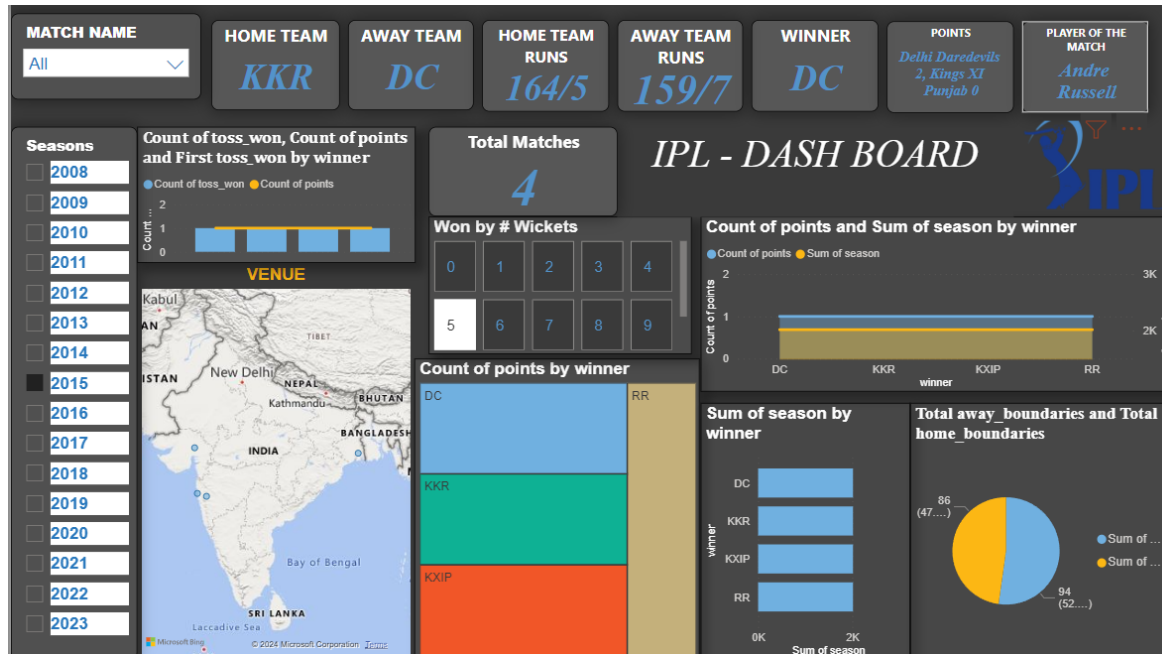 MATCH NAME
All
HOME TEAM
KKR
AWAY TEAM
DC
HOME TEAM
RUNS
164/5
AWAY TEAM
RUNS
159/7
WINNER
DC
POINTS
Delhi Daredevils
2, Kings XI
Punjab 0
PLAYER OF THE
MATCH
Andre
Russell
Seasons
2008
2009
2010
2011
2012
2013
2014
2015
2016
2017
2018
2019
2020
2021
2022
2023
Count of toss_won, Count of points
and First toss_won by winner
Count of toss_won Count of points
Count ...
2
1
0
VENUE
Kabul
AN
ISTAN
TIBET
New Delhi
NEPAL
Kathmandu
BHUTAN
BANGLADESH
INDIA
Bay of Bengal
SRI LANKA
Laccadive Sea
Microsoft Bing
© 2024 Microsoft Corporation Terms
Total Matches
4
IPL - DASH BOARD
IPL
Won by # Wickets
0 1 2 3 4
5 6 7 8 9
Count of points by winner
DC
KKR
KXIP
RR
Count of points and Sum of season by winner
Count of points Sum of season
Count of points
2
1
0
3K
2K
DC KKR KXIP RR
winner
Sum of season by
winner
winner
DC
KKR
KXIP
RR
0K 2K
Sum of season
Total away_boundaries and Total
home_boundaries
86
(47....)
94
(52....)
Sum of ...
Sum of ...